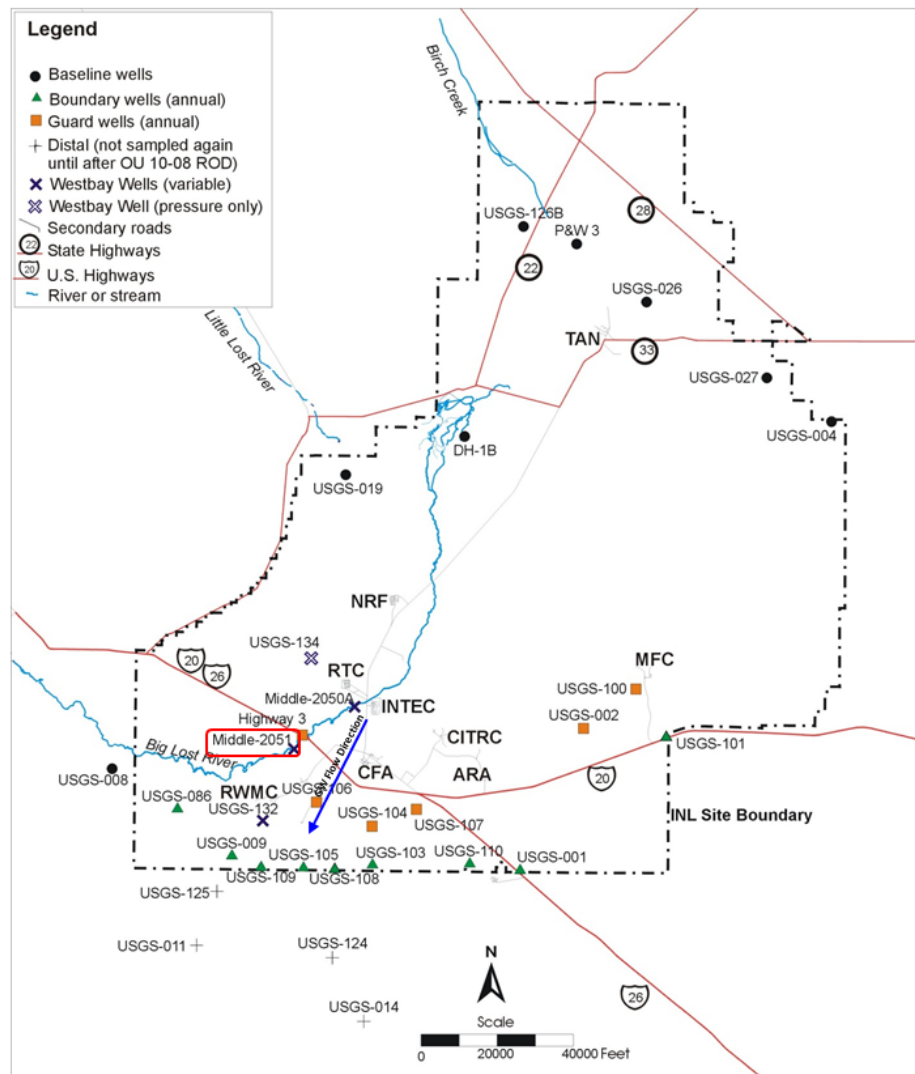 Legend
Baseline wells
Boundary wells (annual)
Guard wells (annual)
Distal (not sampled again
until after OU 10-08 ROD)
Westbay Wells (variable)
Westbay Well (pressure only)
Secondary roads
22 State Highways
20 U.S. Highways
River or stream
Birch Creek
28
USGS-126B
P&W 3
22
USGS-026
TAN
33
Little Lost River
USGS-027
USGS-004
DH-1B
USGS-019
NRF
USGS-134
20
26
RTC
MFC
USGS-100
Middle-2050A
INTEC
Highway 3
USGS-002
Middle-2051
CITRC
USGS-101
Big Lost River
GW Flow Direction
CFA
ARA
20
USGS-008
RWMC
USGS-106
USGS-086
USGS-132
USGS-104
USGS-107
INL Site Boundary
USGS-009
USGS-105
USGS-103
USGS-110
USGS-001
USGS-109
USGS-108
USGS-125
USGS-011
USGS-124
N
26
USGS-014
Scale
0 20000 40000 Feet